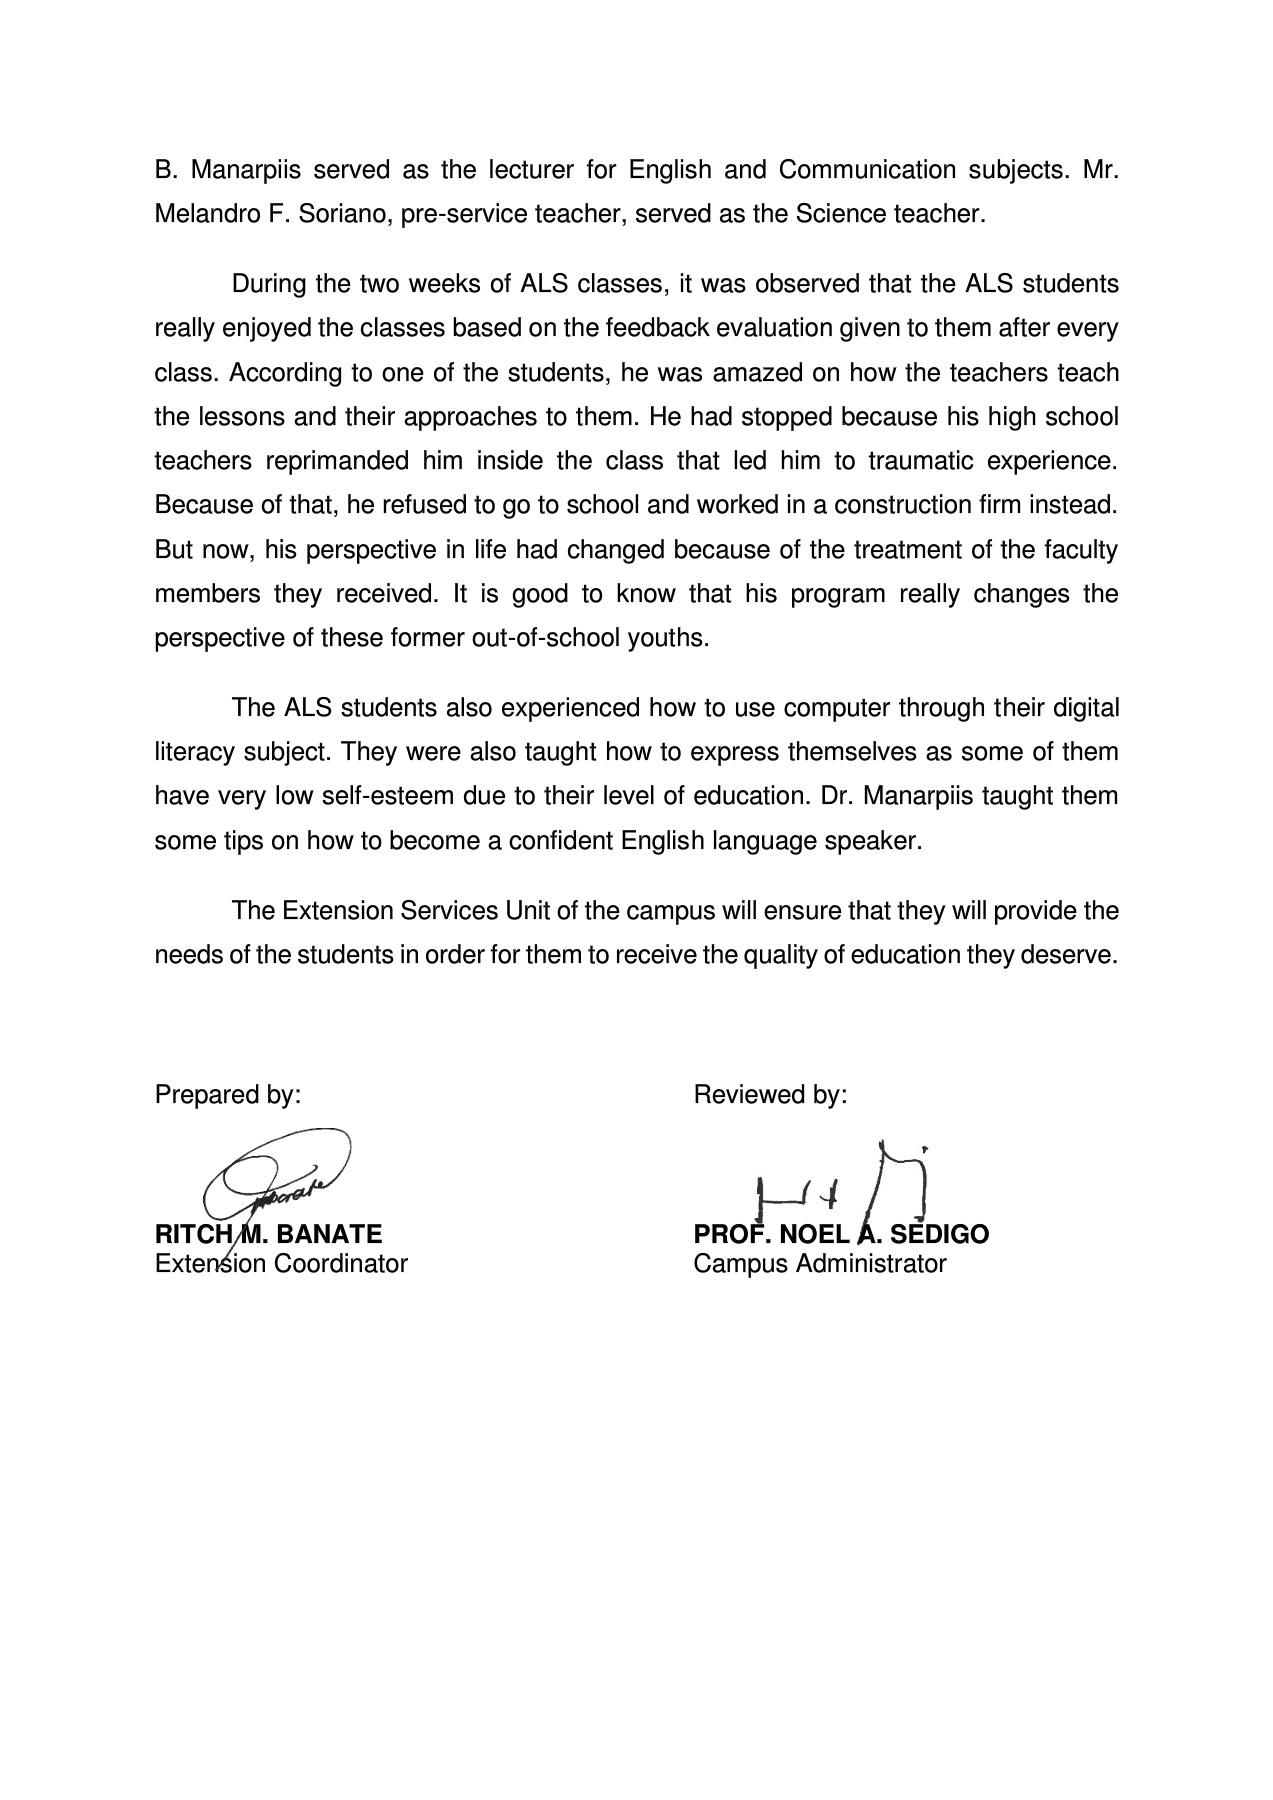 B. Manarpiis served as the lecturer for English and Communication subjects. Mr.
Melandro F. Soriano, pre-service teacher, served as the Science teacher.
During the two weeks of ALS classes, it was observed that the ALS students
really enjoyed the classes based on the feedback evaluation given to them after every
class. According to one of the students, he was amazed on how the teachers teach
the lessons and their approaches to them. He had stopped because his high school
teachers reprimanded him inside the class that led him to traumatic experience.
Because of that, he refused to go to school and worked in a construction firm instead.
But now, his perspective in life had changed because of the treatment of the faculty
members they received. It is good to know that his program really changes the
perspective of these former out-of-school youths.
The ALS students also experienced how to use computer through their digital
literacy subject. They were also taught how to express themselves as some of them
have very low self-esteem due to their level of education. Dr. Manarpiis taught them
some tips on how to become a confident English language speaker.
The Extension Services Unit of the campus will ensure that they will provide the
needs of the students in order for them to receive the quality of education they deserve.
Prepared by:
Reviewed by:
RITCH M. BANATE
PROF. NOEL A. SEDIGO
Extension Coordinator
Campus Administrator